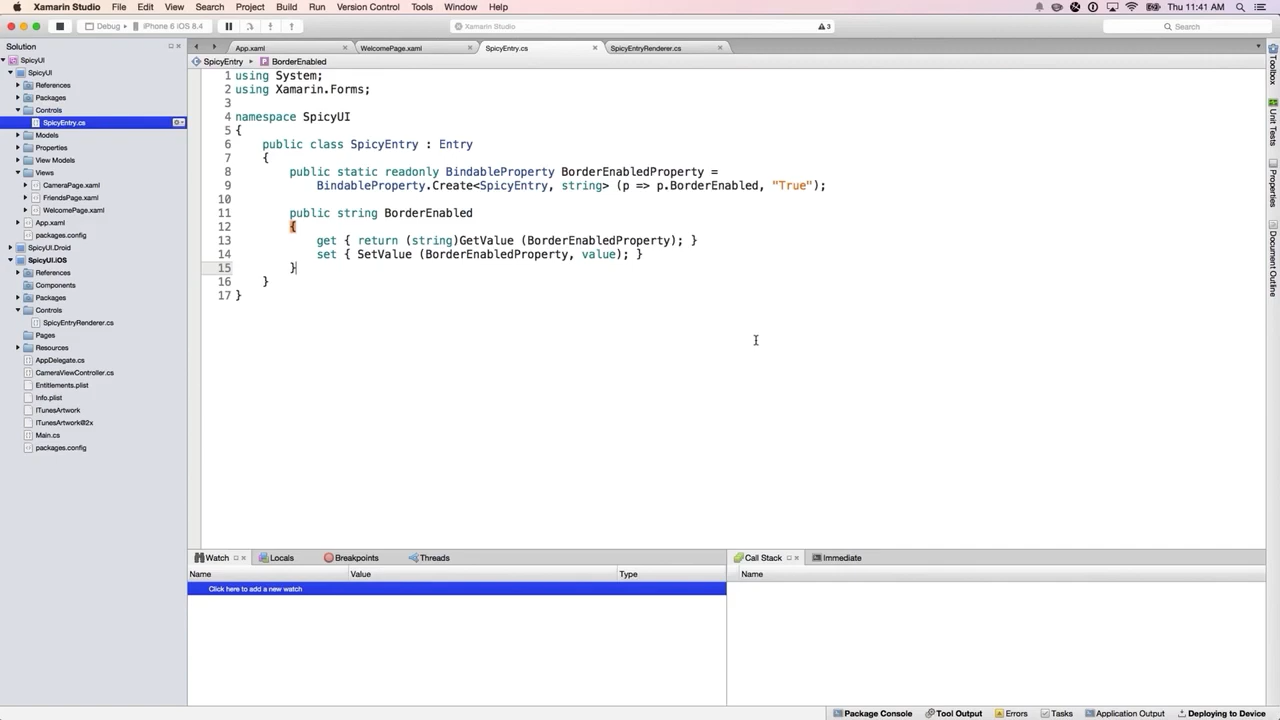 Xamarin Studio File Edit View Search Project Build Run Version Control Tools Window Help Thu 11:41 AM
Debug iPhone 6 iOS 8.4 Xamarin Studio 3 Search
Solution
SpicyUI
SpicyUI
References
Packages
Controls
SpicyEntry.cs
Models
Properties
View Models
Views
CameraPage.xaml
FriendsPage.xaml
WelcomePage.xaml
App.xaml
packages.config
SpicyUI.Droid
SpicyUI.iOS
References
Components
Packages
Controls
SpicyEntryRenderer.cs
Pages
Resources
AppDelegate.cs
CameraViewController.cs
Entitlements.plist
Info.plist
iTunesArtwork
iTunesArtwork@2x
Main.cs
packages.config
App.xaml WelcomePage.xaml SpicyEntry.cs SpicyEntryRenderer.cs
SpicyEntry BorderEnabled
1 using System;
2 using Xamarin.Forms;
3
4 namespace SpicyUI
5 {
6 public class SpicyEntry : Entry
7 {
8 public static readonly BindableProperty BorderEnabledProperty =
9 BindableProperty.Create<SpicyEntry, string> (p => p.BorderEnabled, "True");
10
11 public string BorderEnabled
12 {
13 get { return (string)GetValue (BorderEnabledProperty); }
14 set { SetValue (BorderEnabledProperty, value); }
15 }
16 }
17 }
Toolbox
Unit Tests
Properties
Document Outline
Watch Locals Breakpoints Threads
Name Value Type
Click here to add a new watch
Call Stack Immediate
Name
Package Console Tool Output Errors Tasks Application Output Deploying to Device